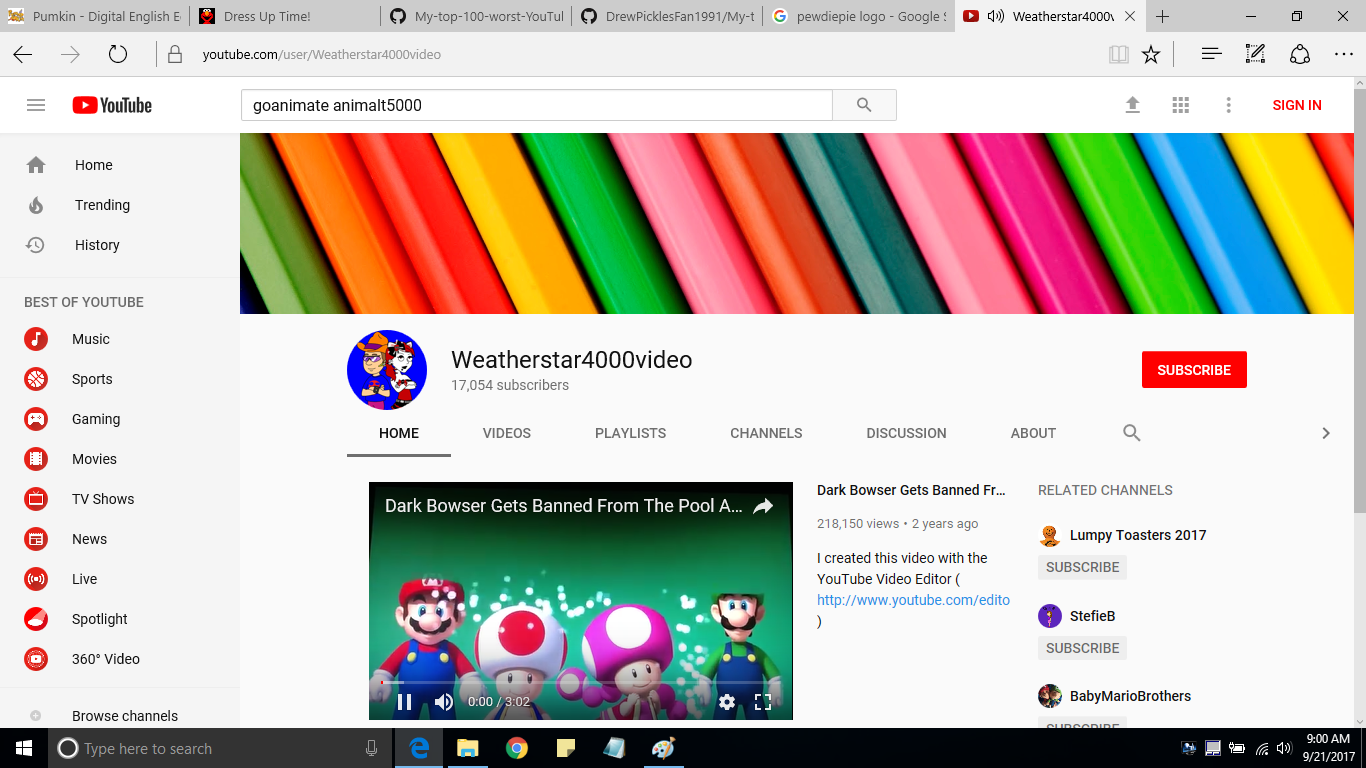 Pumkin - Digital English E
Dress Up Time!
My-top-100-worst-YouTul
DrewPicklesFan1991/My-t
pewdiepie logo - Google S
Weatherstar4000v
youtube.com/user/Weatherstar4000video
YouTube
goanimate animalt5000
SIGN IN
Home
Trending
History
BEST OF YOUTUBE
Music
Sports
Gaming
Movies
TV Shows
News
Live
Spotlight
360° Video
Browse channels
Weatherstar4000video
17,054 subscribers
SUBSCRIBE
HOME
VIDEOS
PLAYLISTS
CHANNELS
DISCUSSION
ABOUT
Dark Bowser Gets Banned From The Pool A...
0:00 / 3:02
Dark Bowser Gets Banned Fr...
218,150 views • 2 years ago
I created this video with the
YouTube Video Editor (
http://www.youtube.com/edito
)
RELATED CHANNELS
Lumpy Toasters 2017
SUBSCRIBE
StefieB
SUBSCRIBE
BabyMarioBrothers
SUBSCRIBE
Type here to search
9:00 AM
9/21/2017